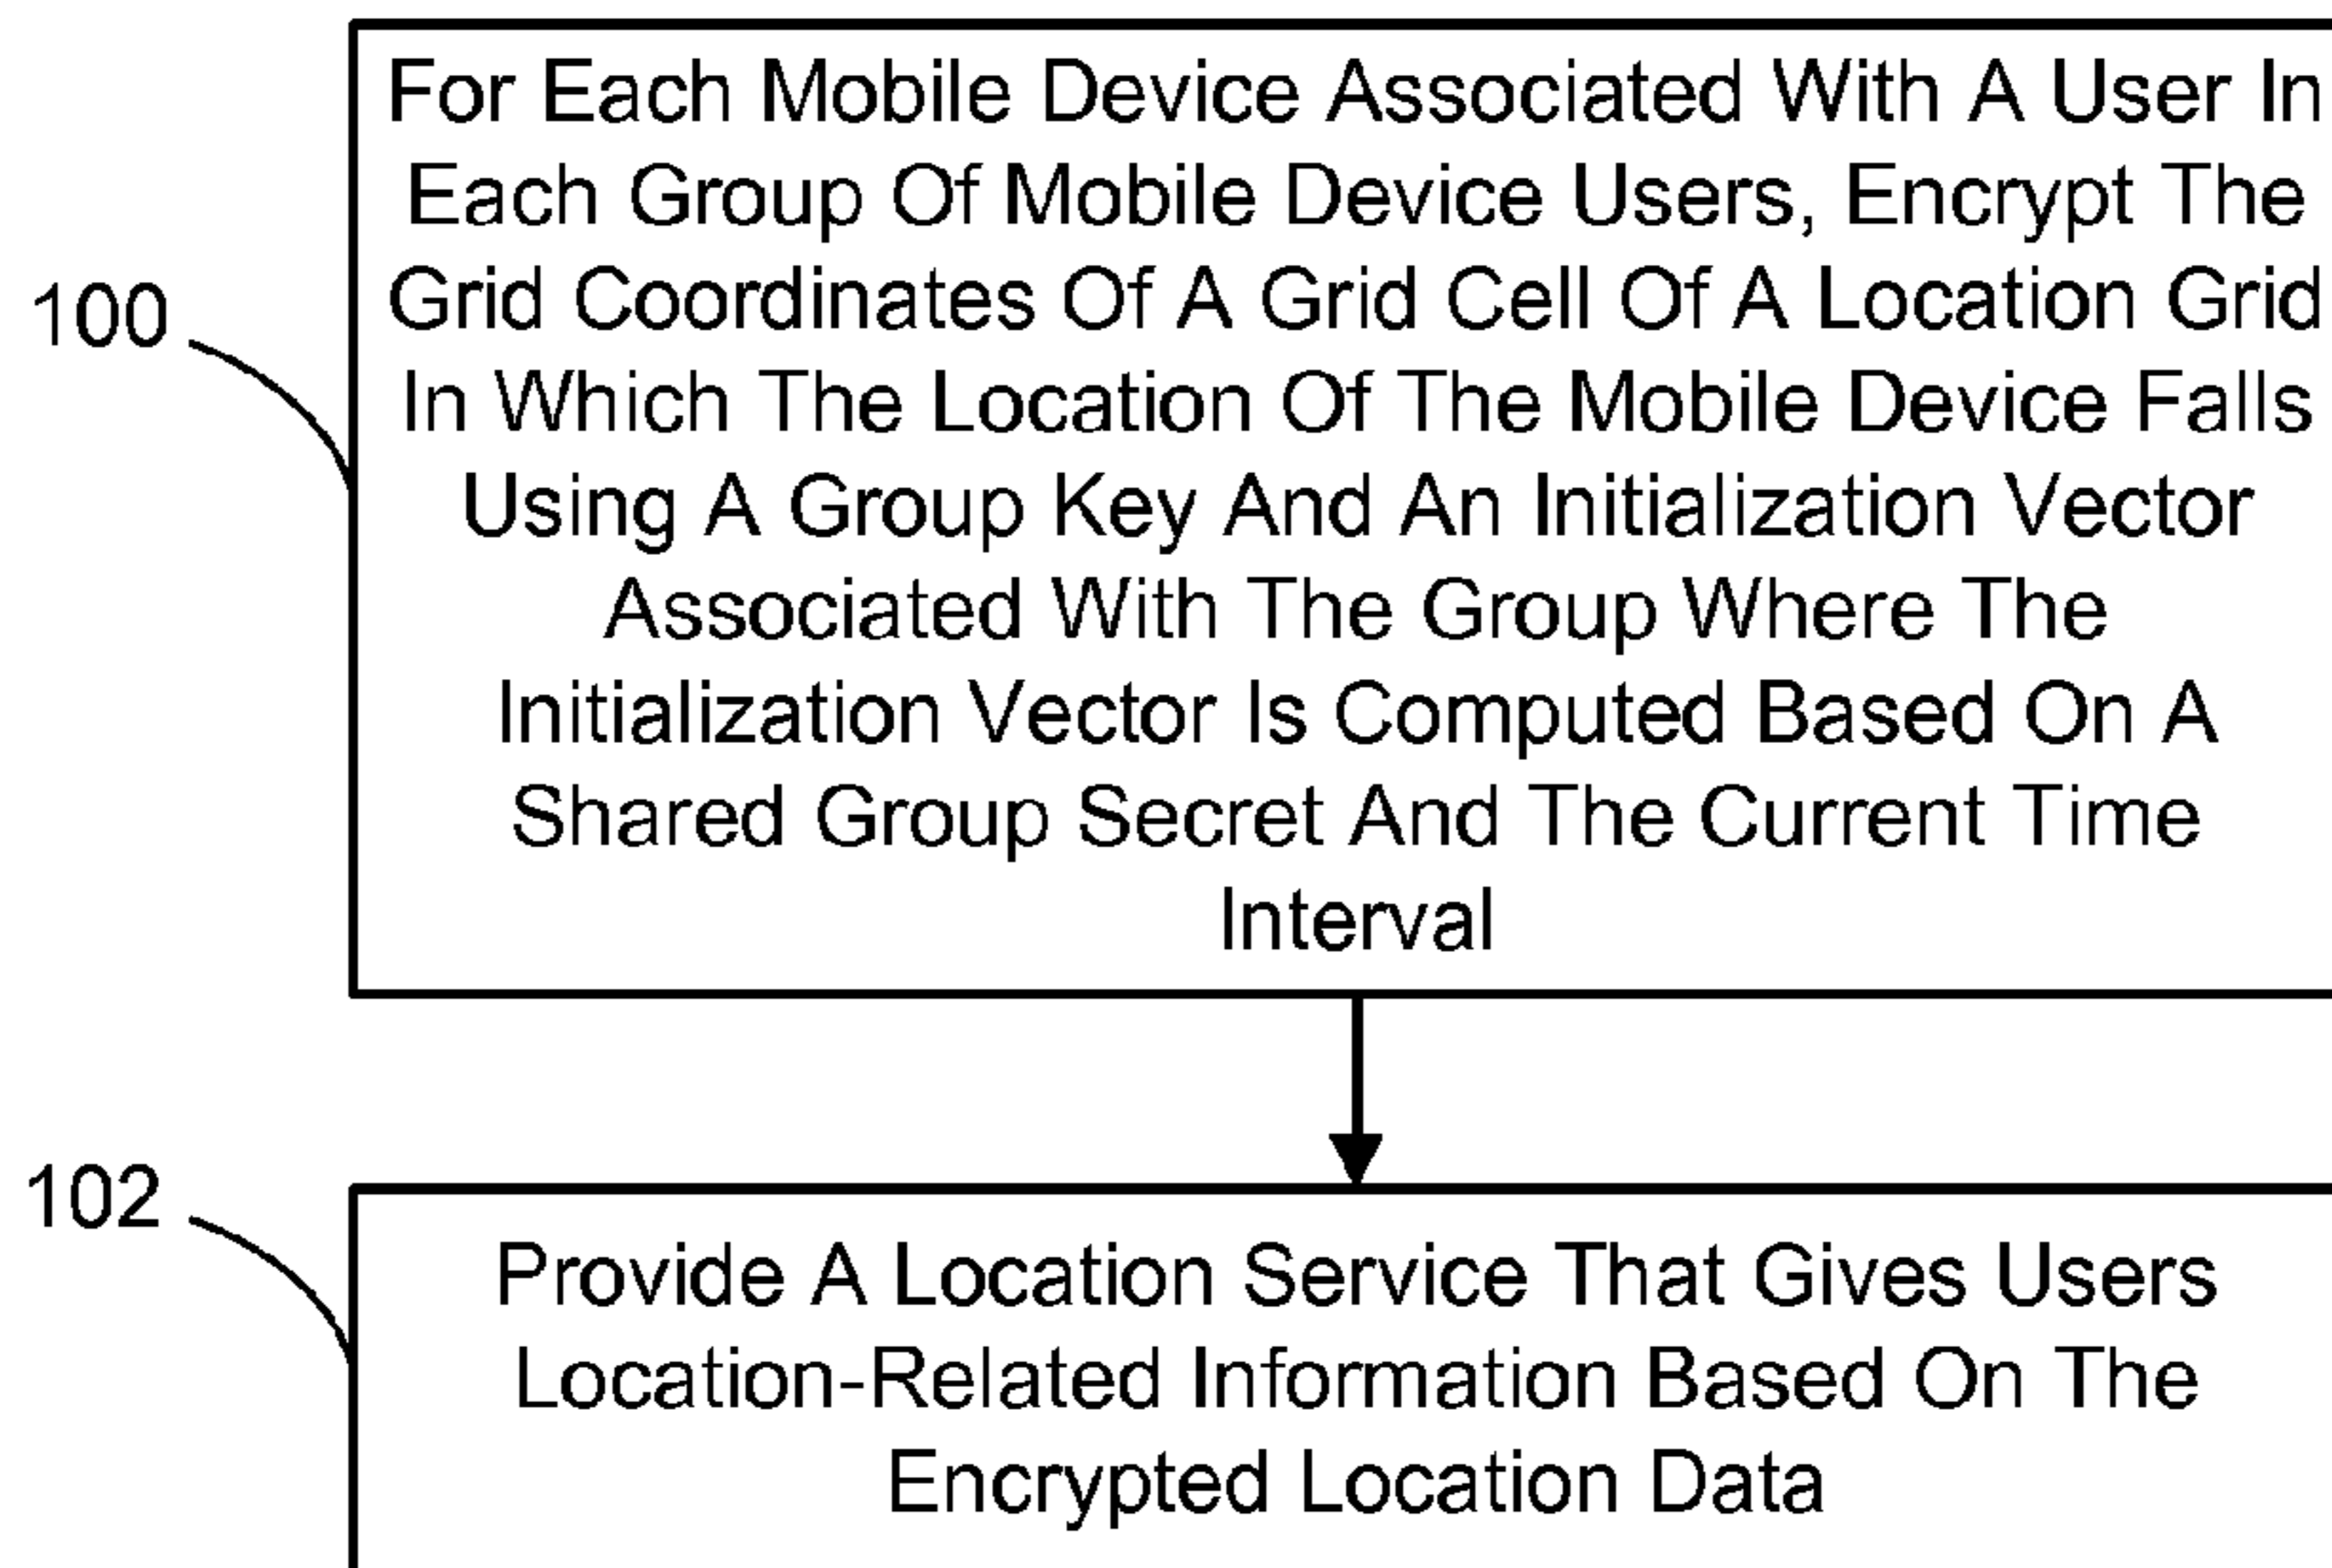 For Each Mobile Device Associated With A User In
Each Group Of Mobile Device Users, Encrypt The
Grid Coordinates Of A Grid Cell Of A Location Grid
100
In Which The Location Of The Mobile Device Falls
Using A Group Key And An Initialization Vector
Associated With The Group Where The
Initialization Vector Is Computed Based On A
Shared Group Secret And The Current Time
Interval
102
Provide A Location Service That Gives Users
Location-Related Information Based On The
Encrypted Location Data